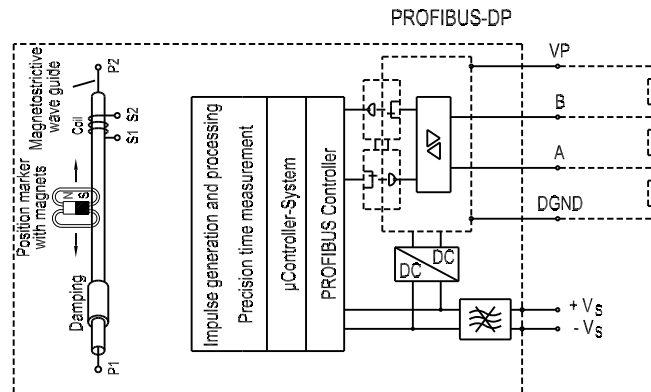 PROFIBUS-DP
Magnetostrictive
wave guide
P2
Coil
S2
S1
Position marker
with magnets
N
S
Damping
P1
Impulse generation and processing
Precision time measurement
µController-System
PROFIBUS Controller
VP
B
A
DGND
DC
DC
+ Vs
- Vs